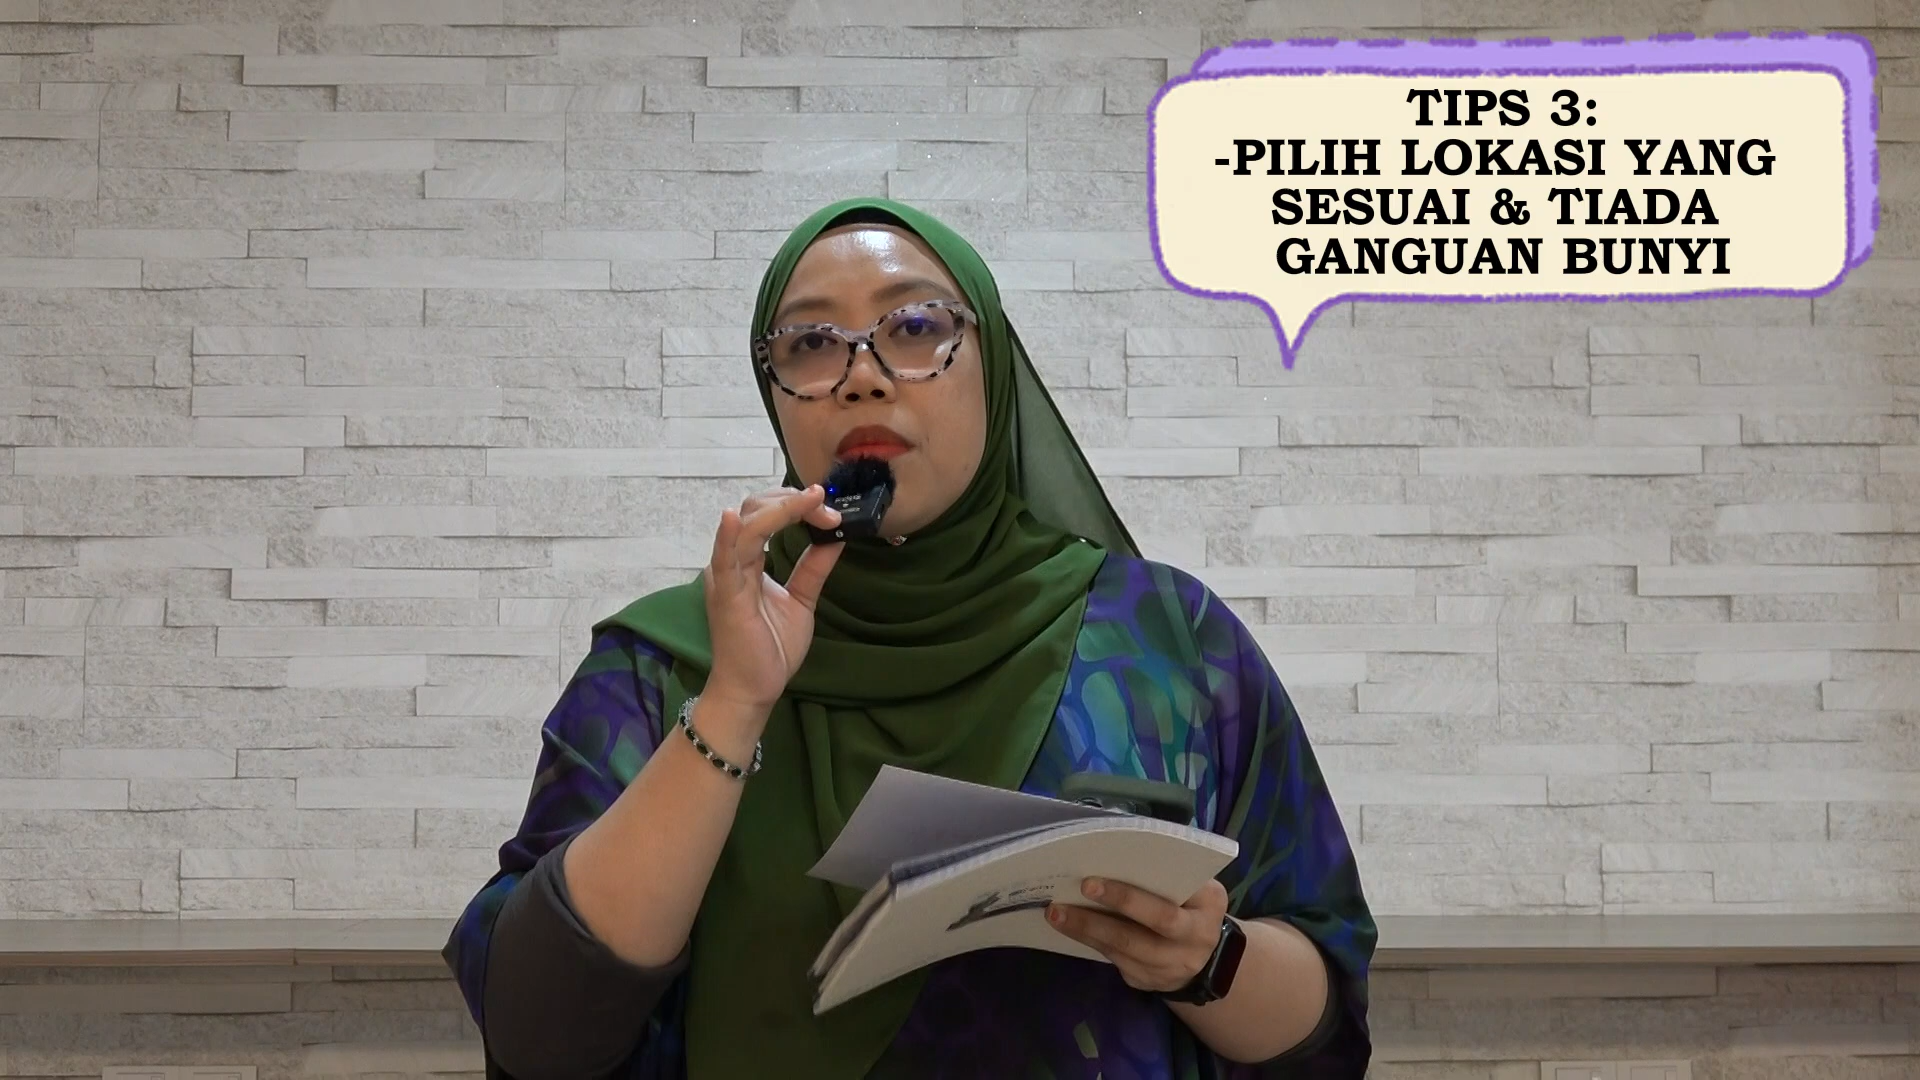 TIPS 3:
-PILIH LOKASI YANG
SESUAI & TIADA
GANGUAN BUNYI